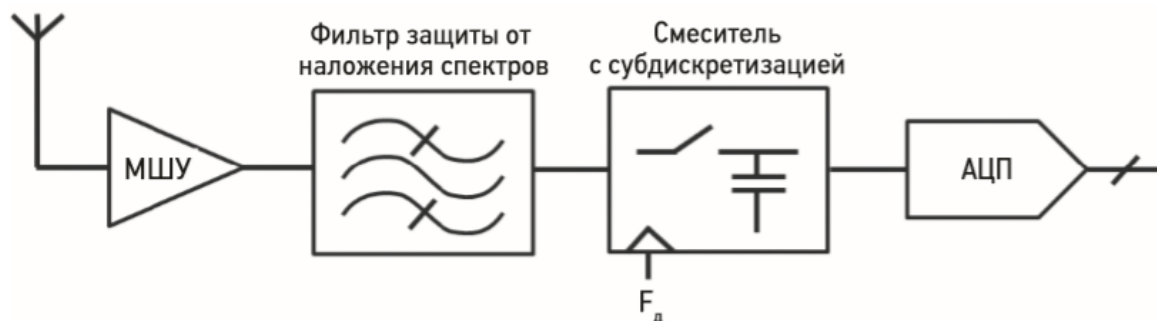 Фильтр защиты от
наложения спектров
Смеситель
с субдискретизацией
МШУ
АЦП
Fд